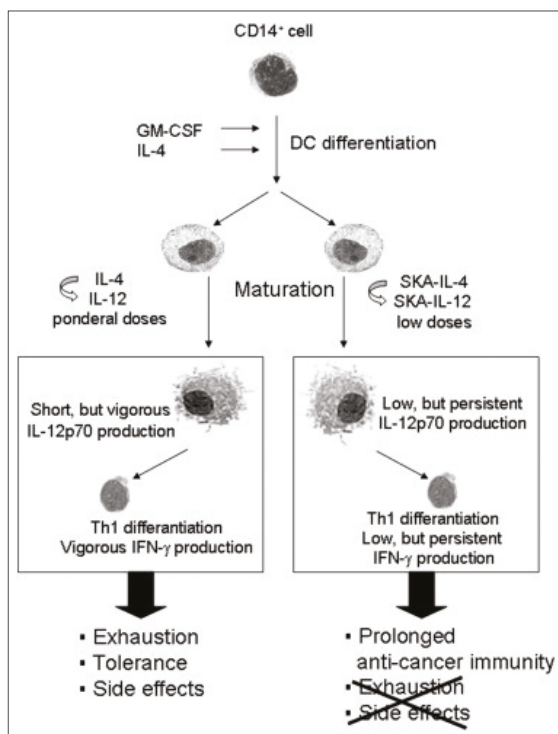 CD14⁺ cell
GM-CSF
IL-4
DC differentiation
IL-4
IL-12
ponderal doses
Maturation
SKA-IL-4
SKA-IL-12
low doses
Short, but vigorous
IL-12p70 production
Th1 differantiation
Vigorous IFN-γ production
Low, but persistent
IL-12p70 production
Th1 differantiation
Low, but persistent
IFN-γ production
▪ Exhaustion
▪ Tolerance
▪ Side effects
▪ Prolonged
anti-cancer immunity
▪ Exhaustion
▪ Side effects